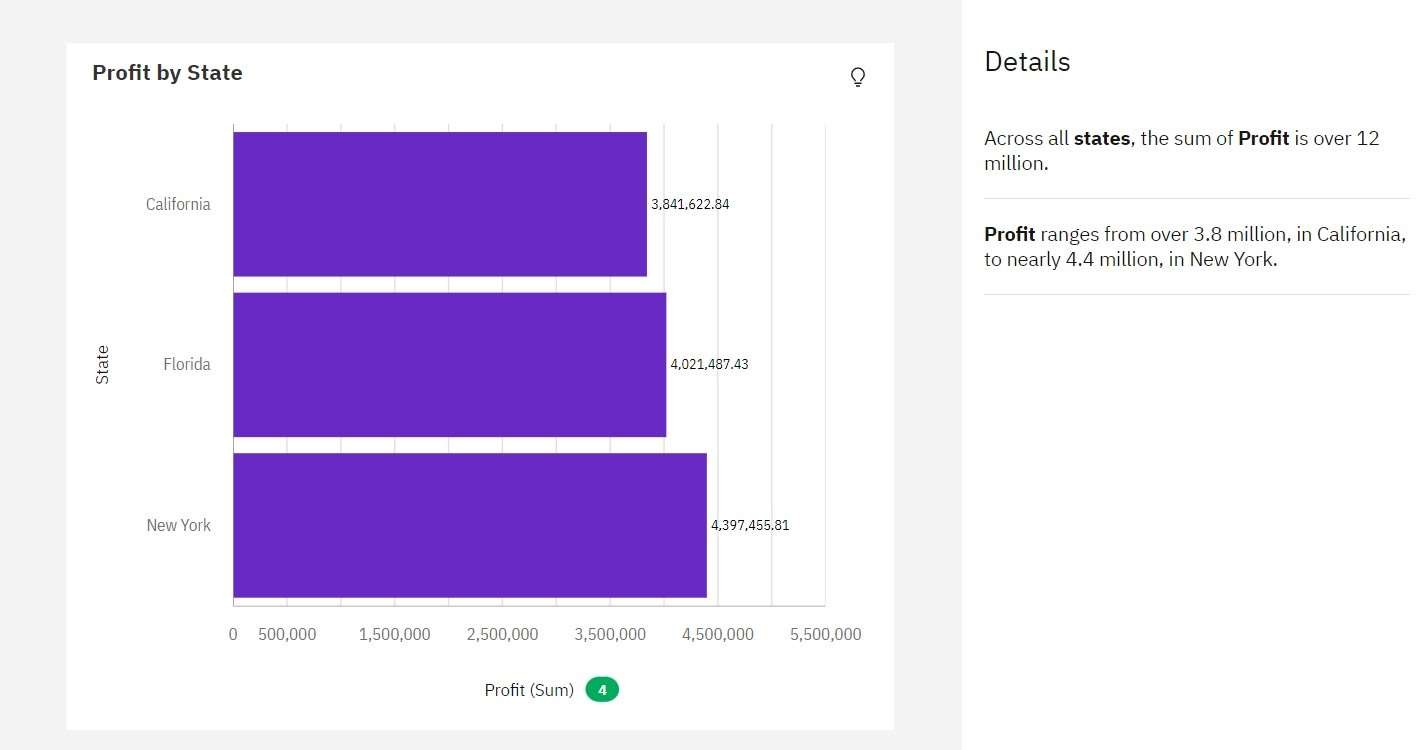 Profit by State
California
3,841,622.84
Florida
4,021,487.43
New York
4,397,455.81
State
0 500,000 1,500,000 2,500,000 3,500,000 4,500,000 5,500,000
Profit (Sum) 4
Details
Across all states, the sum of Profit is over 12
million.
Profit ranges from over 3.8 million, in California,
to nearly 4.4 million, in New York.